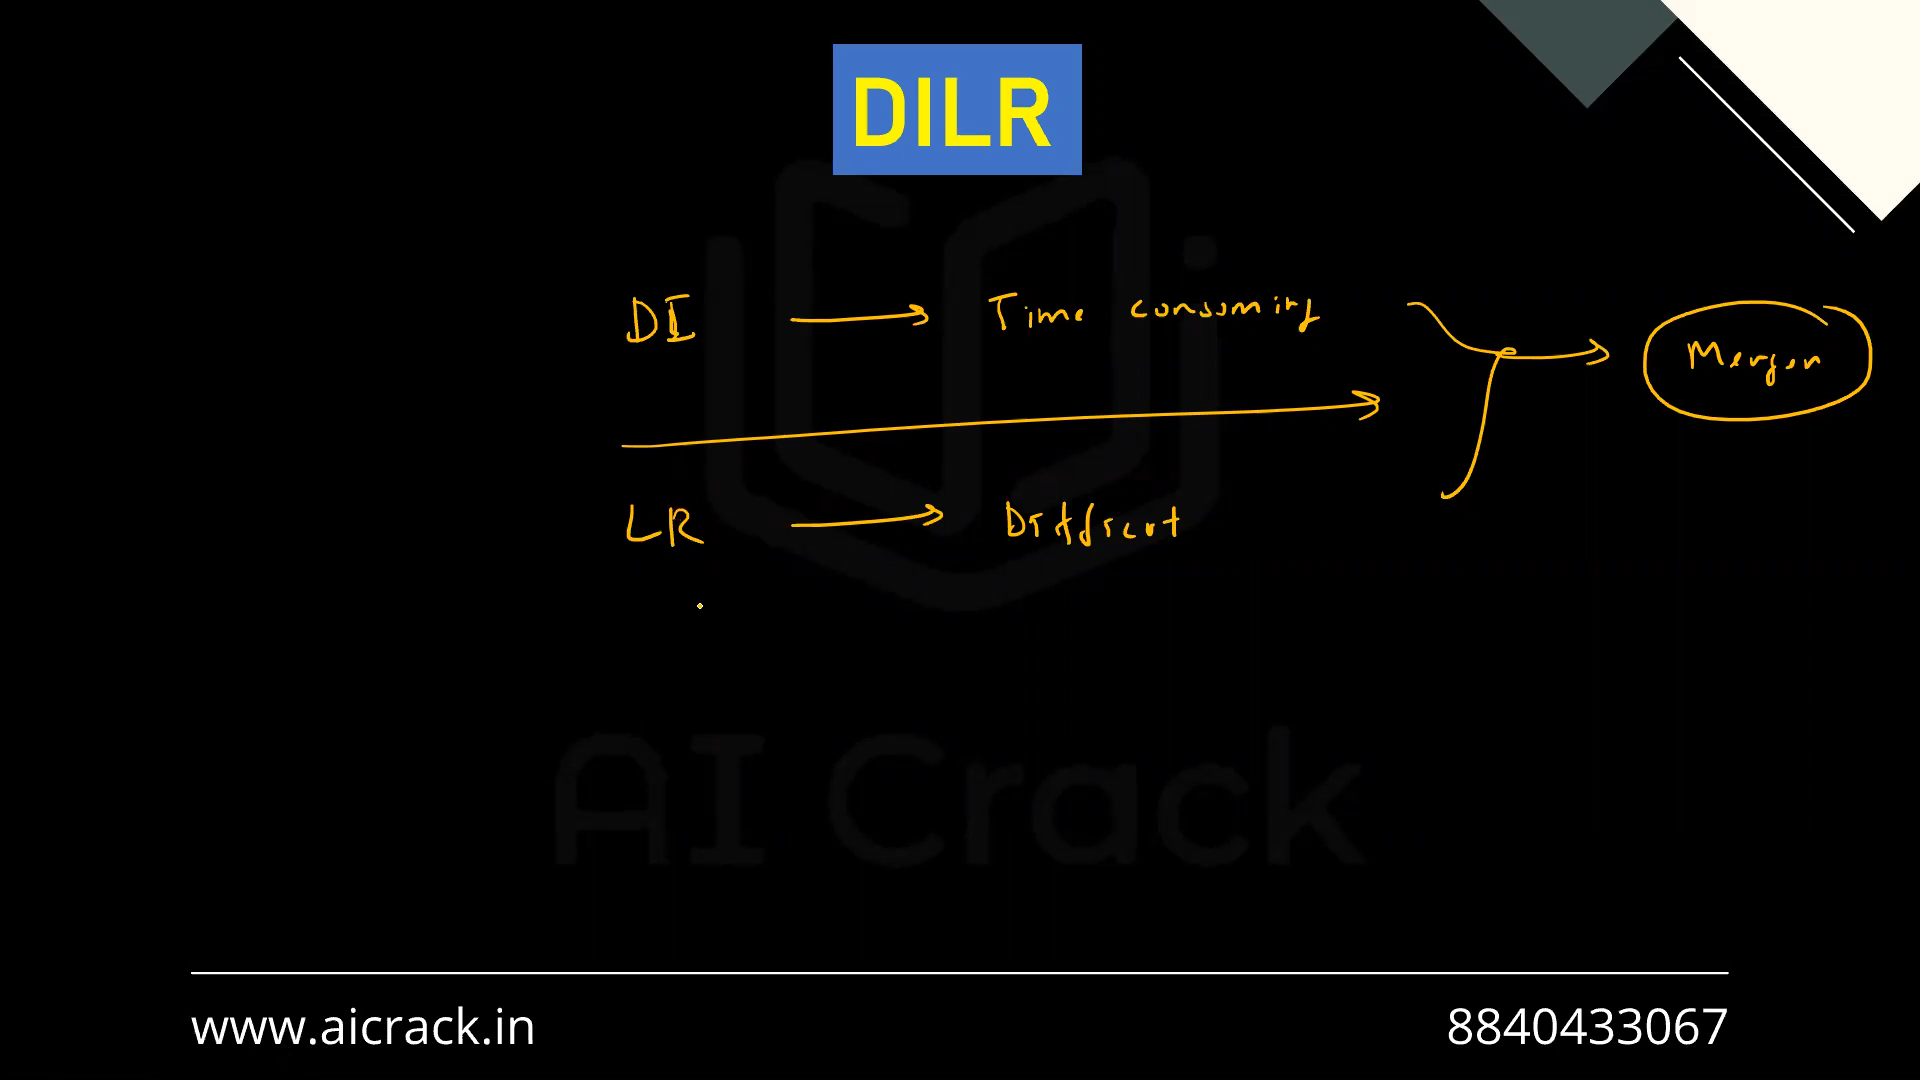 DILR
DI → Time consuming
Merger
LR → Difficult
AI Crack
www.aicrack.in
8840433067